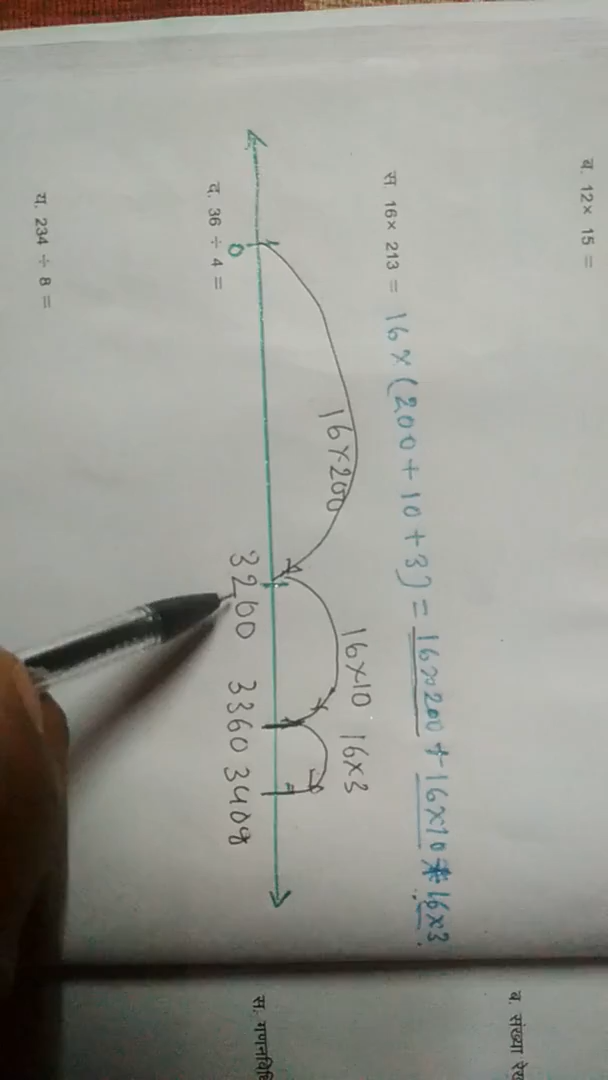 ब. 12× 15 =
स. 16× 213 = 16×(200+10+3) = 16×200+16×10+16×3
16×200 16×10 16×3
0 3200 3360 3408
द. 36 ÷ 4 =
य. 234 ÷ 8 =
ब. संख्या
स. गणनविधि